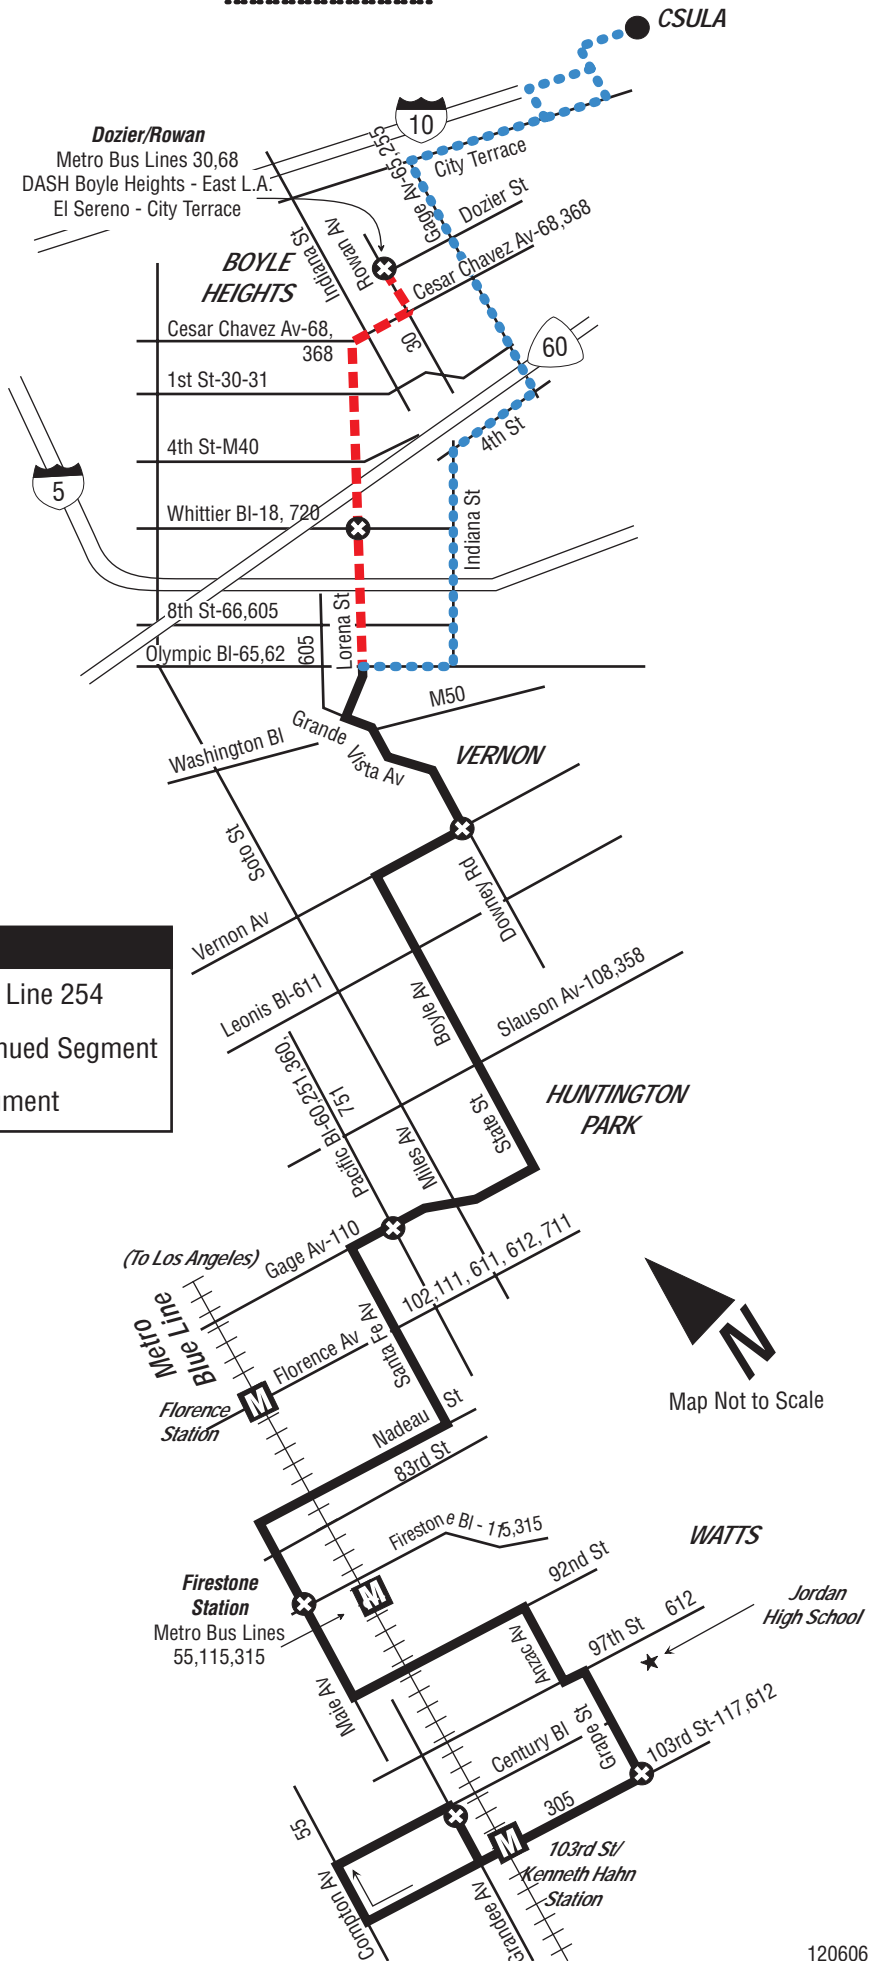 CSULA
10
Dozier/Rowan
Metro Bus Lines 30,68
DASH Boyle Heights - East L.A.
El Sereno - City Terrace
Gage Av-65,255
City Terrace
Dozier St
Cesar Chavez Av-68,368
Rowan Av
Indiana St
30
BOYLE
HEIGHTS
Cesar Chavez Av-68,
368
60
1st St-30-31
4th St-M40
4th St
5
Whittier Bl-18, 720
Indiana St
8th St-66,605
605
Lorena St
Olympic Bl-65,62
M50
Grande
Vista Av
Washington Bl
VERNON
Soto St
Downey Rd
Vernon Av
Line 254
nued Segment
ment
Leonis Bl-611
Boyle Av
Slauson Av-108,358
Pacific Bl-60,251,360,
751
Miles Av
State St
HUNTINGTON
PARK
(To Los Angeles)
Gage Av-110
102,111, 611, 612, 711
Metro
Blue Line
Santa Fe Av
Florence Av
M
Florence
Station
N
Map Not to Scale
Nadeau St
83rd St
Firestone Bl - 115,315
WATTS
92nd St
Firestone
Station
Metro Bus Lines
55,115,315
M
Jordan
High School
612
97th St
Anzac Av
Maie Av
Grape St
103rd St-117,612
Century Bl
305
55
M
103rd St/
Kenneth Hahn
Station
Compton Av
Grandee Av
120606